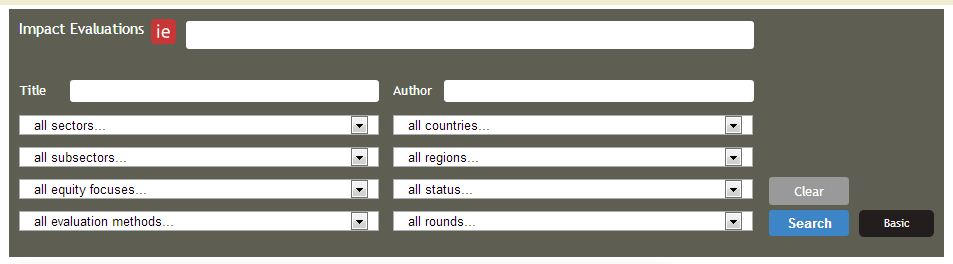 Impact Evaluations ie
Title Author
all sectors... all countries...
all subsectors... all regions...
all equity focuses... all status... Clear
all evaluation methods... all rounds... Search Basic